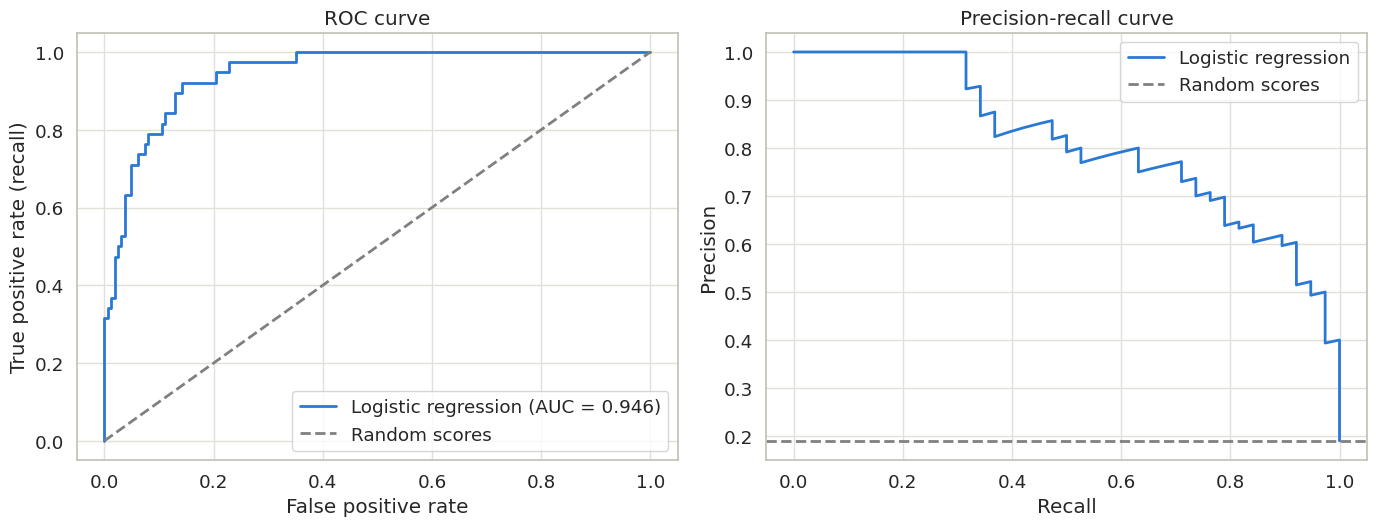 ROC curve
True positive rate (recall)
1.0
0.8
0.6
0.4
0.2
0.0
Logistic regression (AUC = 0.946)
Random scores
0.0 0.2 0.4 0.6 0.8 1.0
False positive rate
Precision-recall curve
Precision
1.0
0.9
0.8
0.7
0.6
0.5
0.4
0.3
0.2
Logistic regression
Random scores
0.0 0.2 0.4 0.6 0.8 1.0
Recall